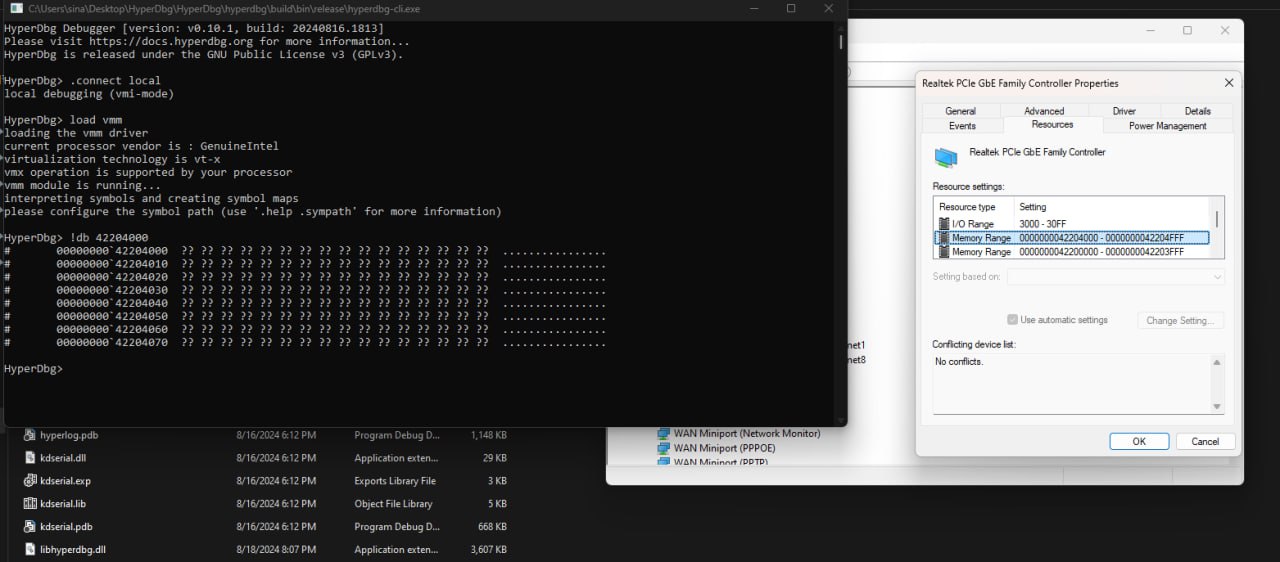 C:\Users\sina\Desktop\HyperDbg\HyperDbg\hyperdbg\build\bin\release\hyperdbg-cli.exe
HyperDbg Debugger [version: v0.10.1, build: 20240816.1813]
Please visit https://docs.hyperdbg.org for more information...
HyperDbg is released under the GNU Public License v3 (GPLv3).
HyperDbg> .connect local
local debugging (vmi-mode)
HyperDbg> load vmm
loading the vmm driver
current processor vendor is : GenuineIntel
virtualization technology is vt-x
vmx operation is supported by your processor
vmm module is running...
interpreting symbols and creating symbol maps
please configure the symbol path (use '.help .sympath' for more information)
HyperDbg> !db 42204000
#       00000000`42204000  ?? ?? ?? ?? ?? ?? ?? ?? ?? ?? ?? ?? ?? ?? ?? ??  ................
#       00000000`42204010  ?? ?? ?? ?? ?? ?? ?? ?? ?? ?? ?? ?? ?? ?? ?? ??  ................
#       00000000`42204020  ?? ?? ?? ?? ?? ?? ?? ?? ?? ?? ?? ?? ?? ?? ?? ??  ................
#       00000000`42204030  ?? ?? ?? ?? ?? ?? ?? ?? ?? ?? ?? ?? ?? ?? ?? ??  ................
#       00000000`42204040  ?? ?? ?? ?? ?? ?? ?? ?? ?? ?? ?? ?? ?? ?? ?? ??  ................
#       00000000`42204050  ?? ?? ?? ?? ?? ?? ?? ?? ?? ?? ?? ?? ?? ?? ?? ??  ................
#       00000000`42204060  ?? ?? ?? ?? ?? ?? ?? ?? ?? ?? ?? ?? ?? ?? ?? ??  ................
#       00000000`42204070  ?? ?? ?? ?? ?? ?? ?? ?? ?? ?? ?? ?? ?? ?? ?? ??  ................
HyperDbg>
hyperlog.pdb 8/16/2024 6:12 PM Program Debug D... 1,148 KB
kdserial.dll 8/16/2024 6:12 PM Application exten... 29 KB
kdserial.exp 8/16/2024 6:12 PM Exports Library File 3 KB
kdserial.lib 8/16/2024 6:12 PM Object File Library 5 KB
kdserial.pdb 8/16/2024 6:12 PM Program Debug D... 668 KB
libhyperdbg.dll 8/18/2024 8:07 PM Application exten... 3,607 KB
net1
net8
WAN Miniport (Network Monitor)
WAN Miniport (PPPOE)
WAN Miniport (PPTP)
Realtek PCIe GbE Family Controller Properties
General Advanced Driver Details
Events Resources Power Management
Realtek PCIe GbE Family Controller
Resource settings:
Resource type Setting
I/O Range 3000 - 30FF
Memory Range 0000000042204000 - 0000000042204FFF
Memory Range 0000000042200000 - 0000000042203FFF
Setting based on:
Use automatic settings Change Setting...
Conflicting device list:
No conflicts.
OK Cancel